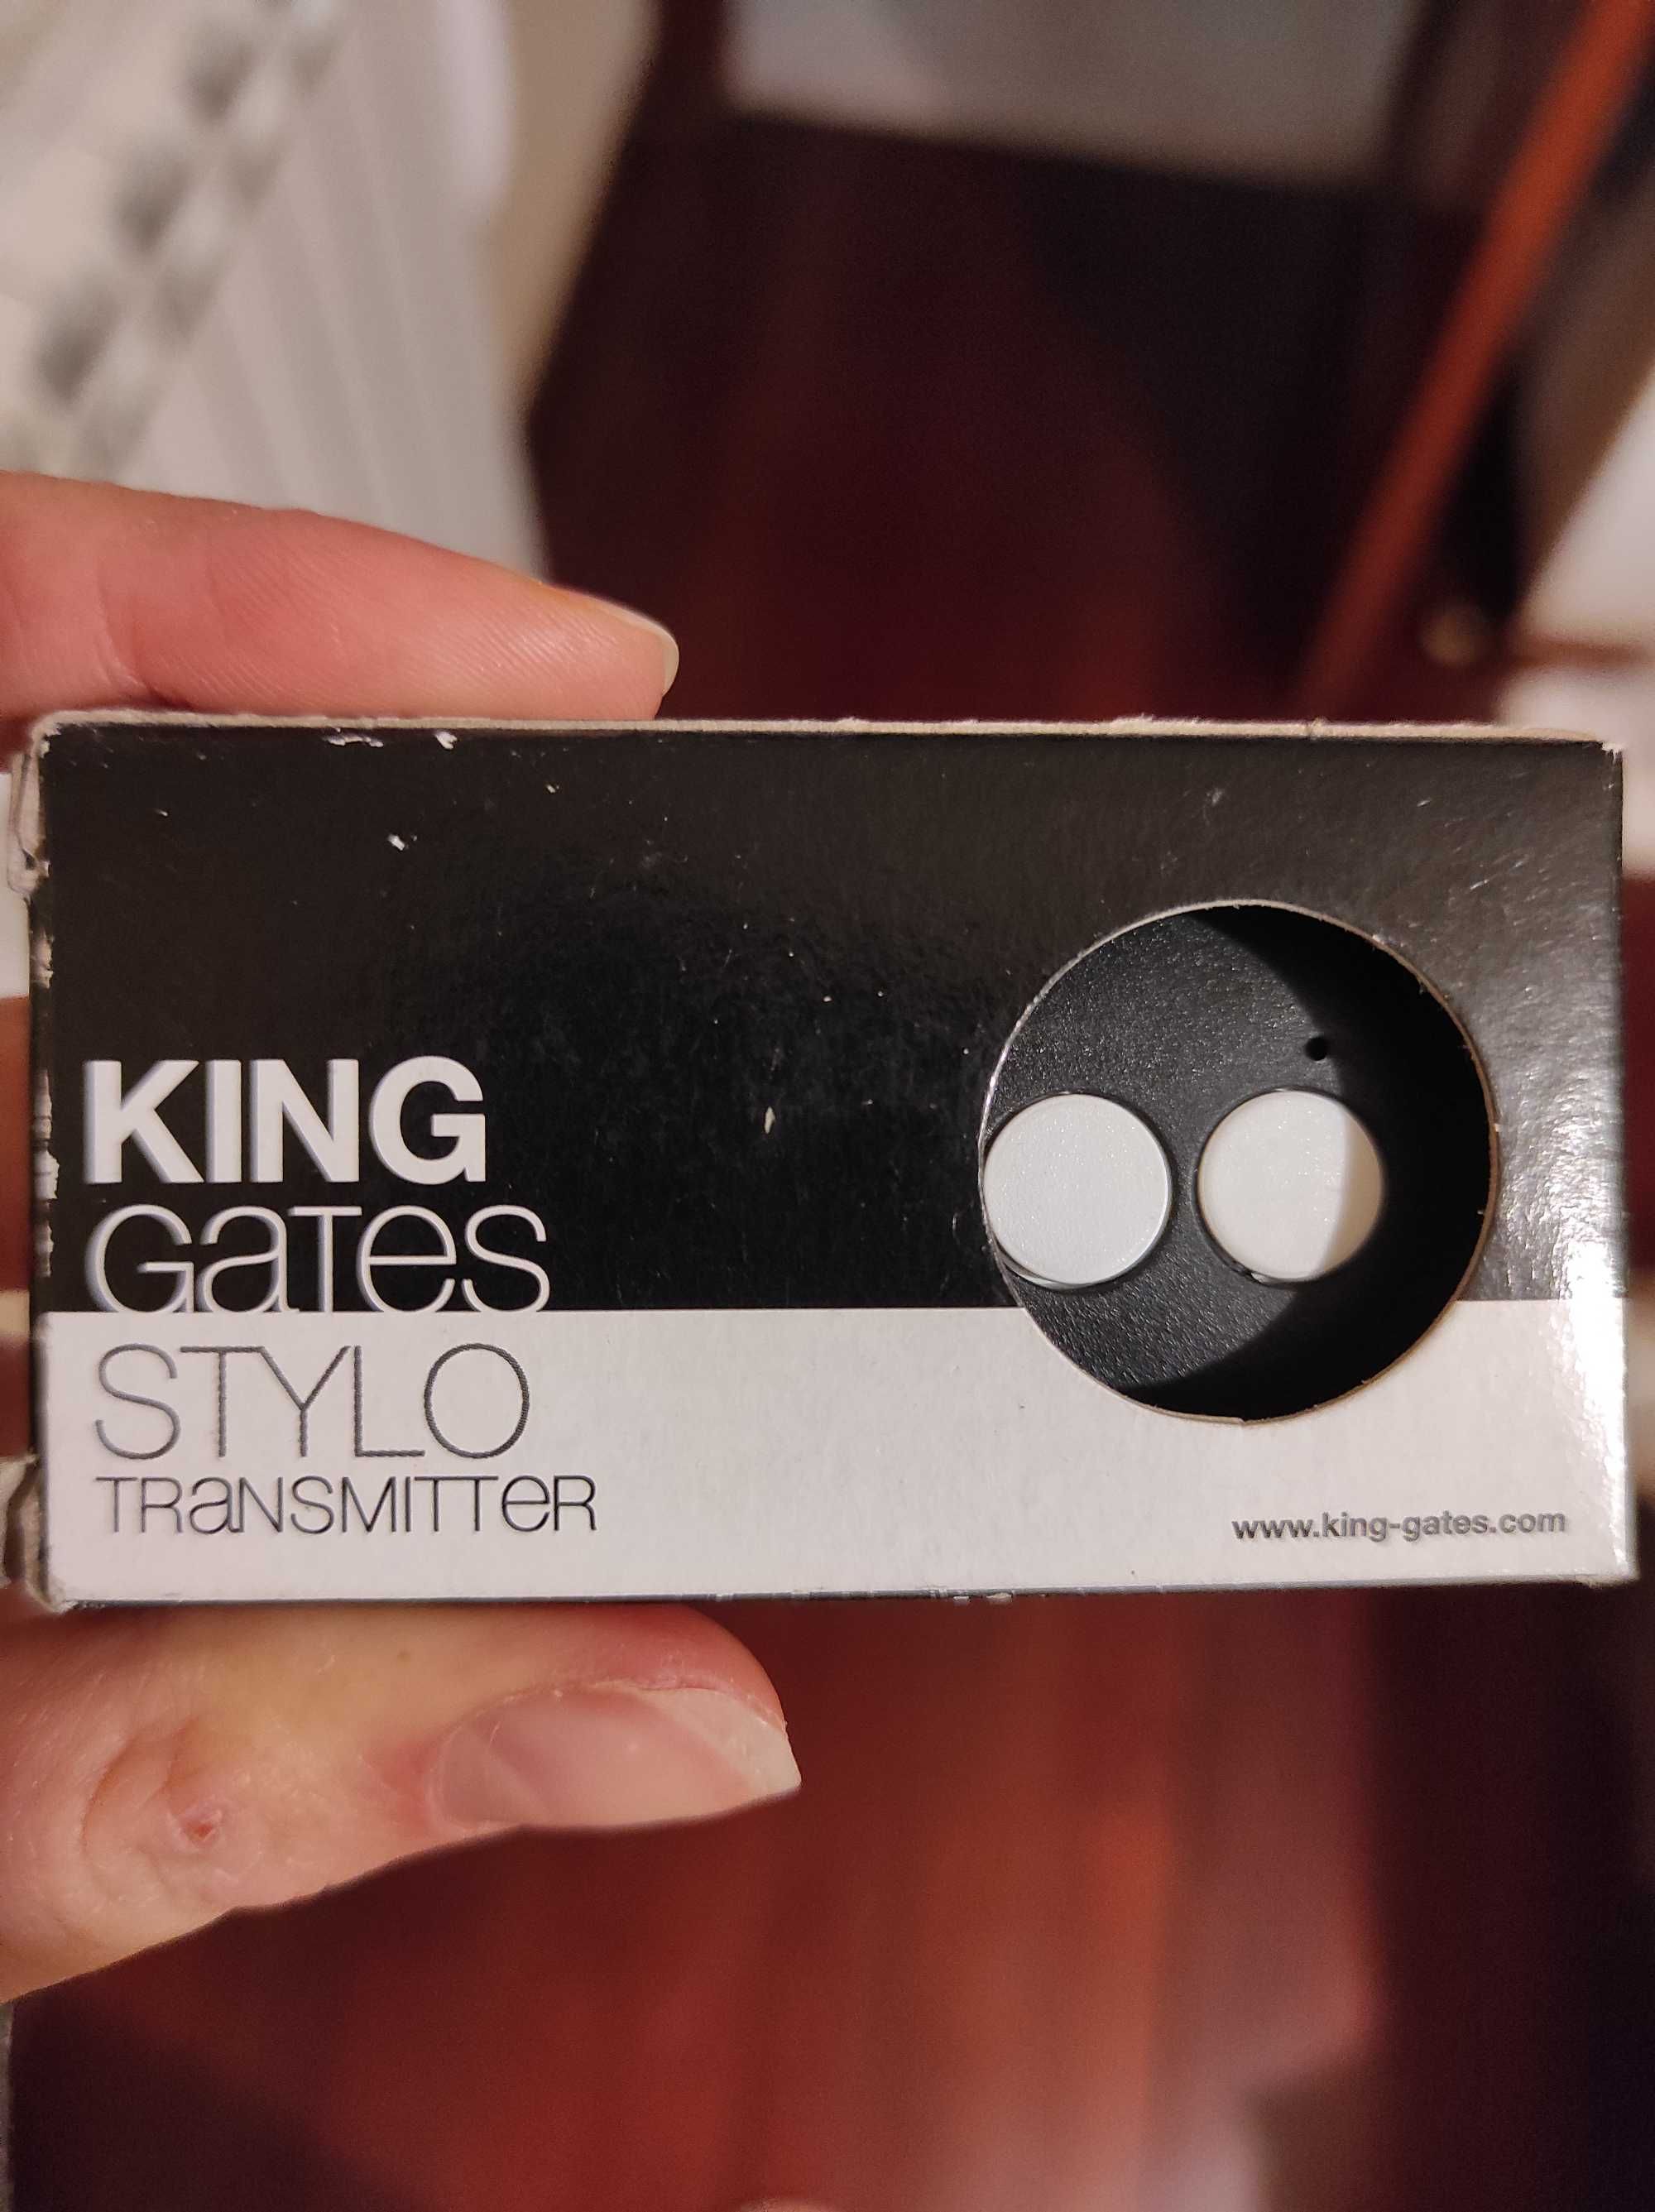 KING
GaTes
STYLO
TRaNSMITTeR
www.king-gates.com